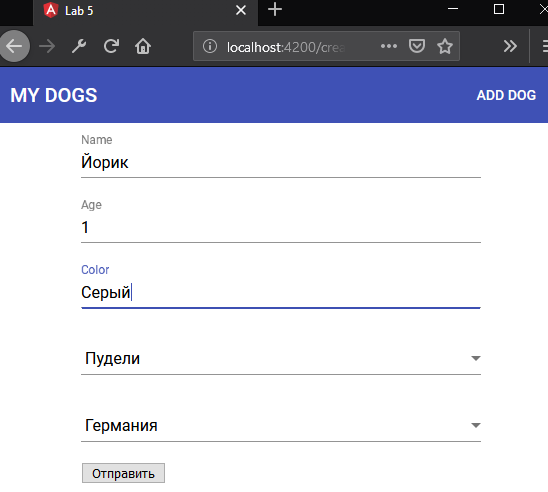 Lab 5
localhost:4200/crea
MY DOGS
ADD DOG
Name
Йорик
Age
1
Color
Серый
Пудели
Германия
Отправить